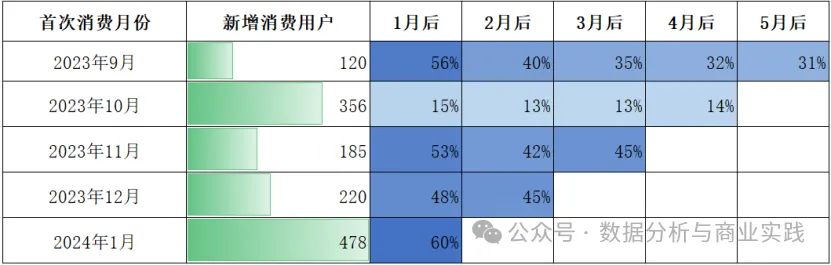 首次消费月份 新增消费用户 1月后 2月后 3月后 4月后 5月后
2023年9月 120 56% 40% 35% 32% 31%
2023年10月 356 15% 13% 13% 14%
2023年11月 185 53% 42% 45%
2023年12月 220 48% 45%
2024年1月 478 60%
公众号·数据分析与商业实践